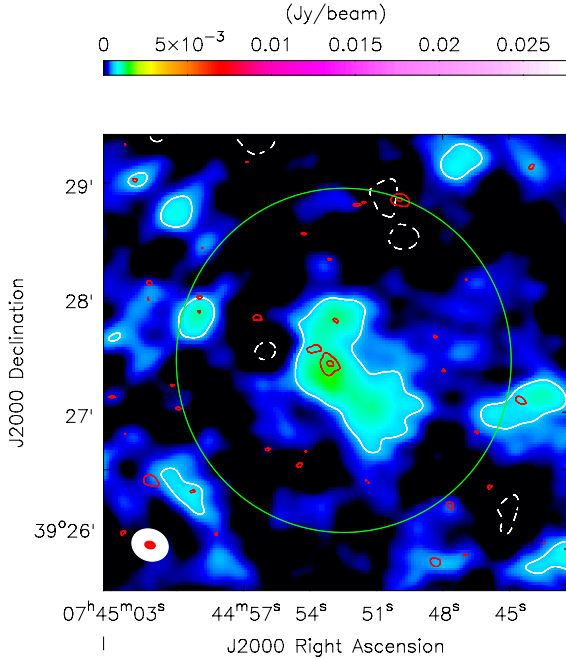 (Jy/beam)
0 5×10⁻³ 0.01 0.015 0.02 0.025
29'
28'
27'
39°26'
J2000 Declination
07ʰ45ᵐ03ˢ 44ᵐ57ˢ 54ˢ 51ˢ 48ˢ 45ˢ
J2000 Right Ascension